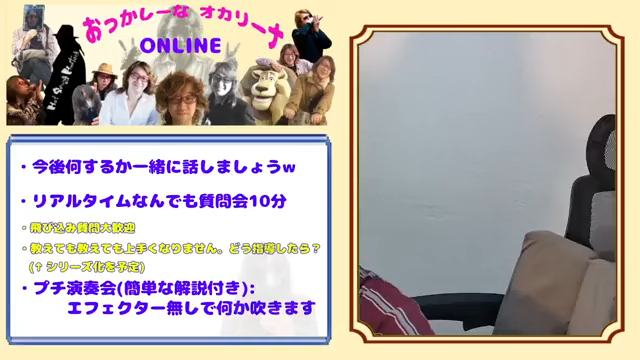 おっかしーな オカリーナ
ONLINE
・今後何するか一緒に話しましょうw
・リアルタイムなんでも質問会10分
・飛び込み質問大歓迎
・教えても教えても上手くなりません。どう指導したら？
(↑シリーズ化を予定)
・プチ演奏会(簡単な解説付き):
エフェクター無しで何か吹きます